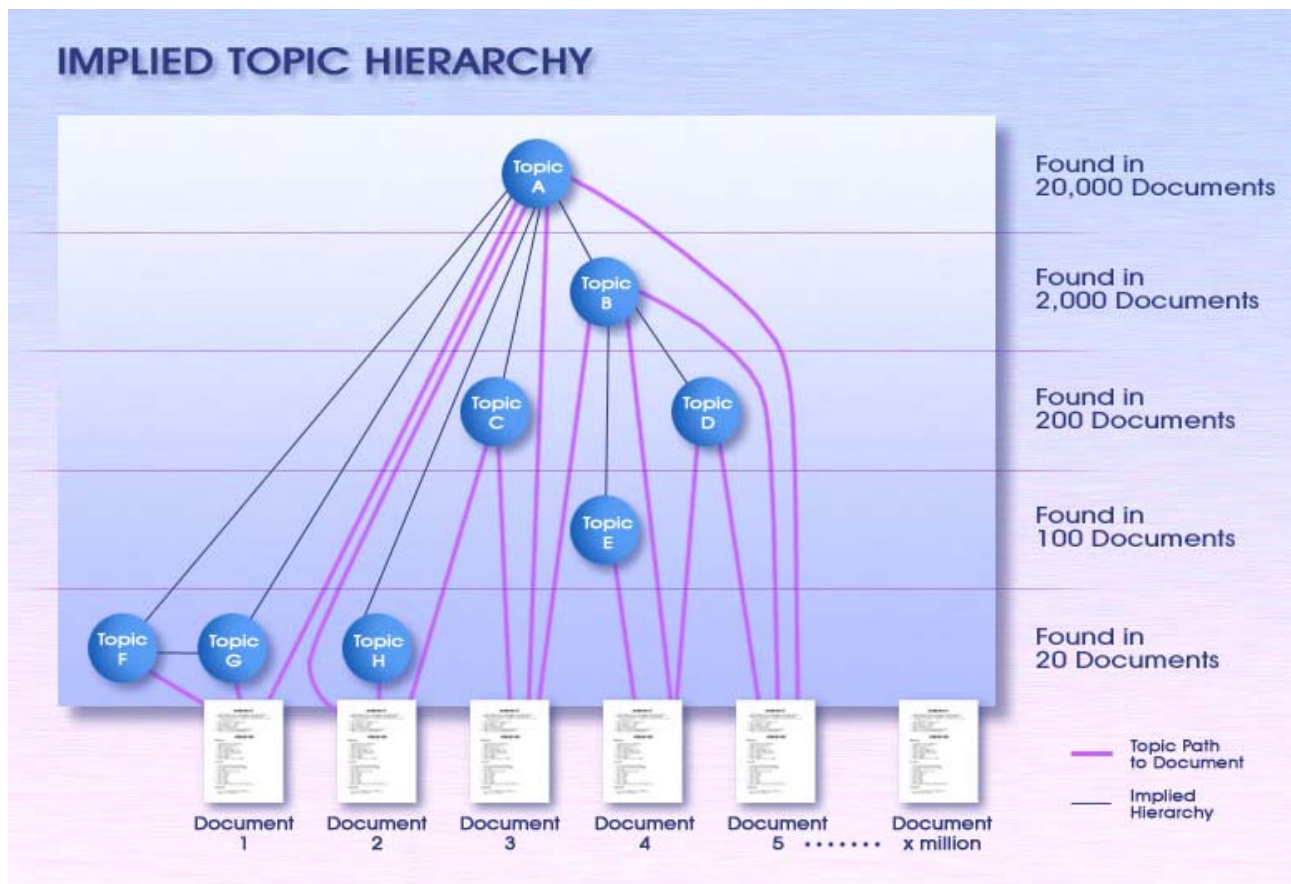 IMPLIED TOPIC HIERARCHY
Topic
A
Found in
20,000 Documents
Topic
B
Found in
2,000 Documents
Topic
C
Topic
D
Found in
200 Documents
Topic
E
Found in
100 Documents
Topic
F
Topic
G
Topic
H
Found in
20 Documents
Topic Path
to Document
Implied
Hierarchy
Document
1
Document
2
Document
3
Document
4
Document
5 .......
Document
x million